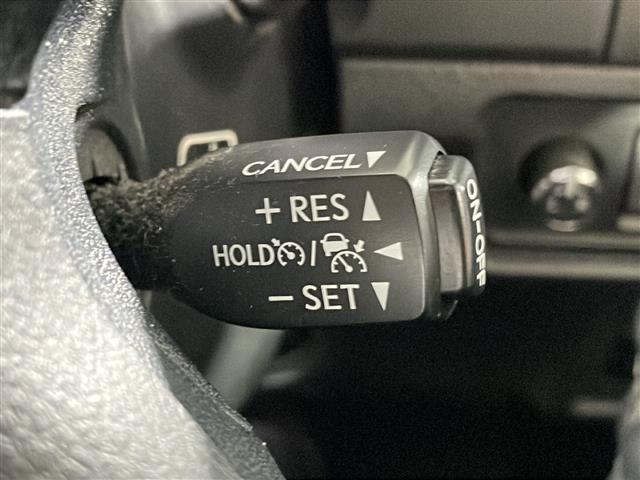 CANCEL
+ RES
HOLD /
− SET
ON-OFF